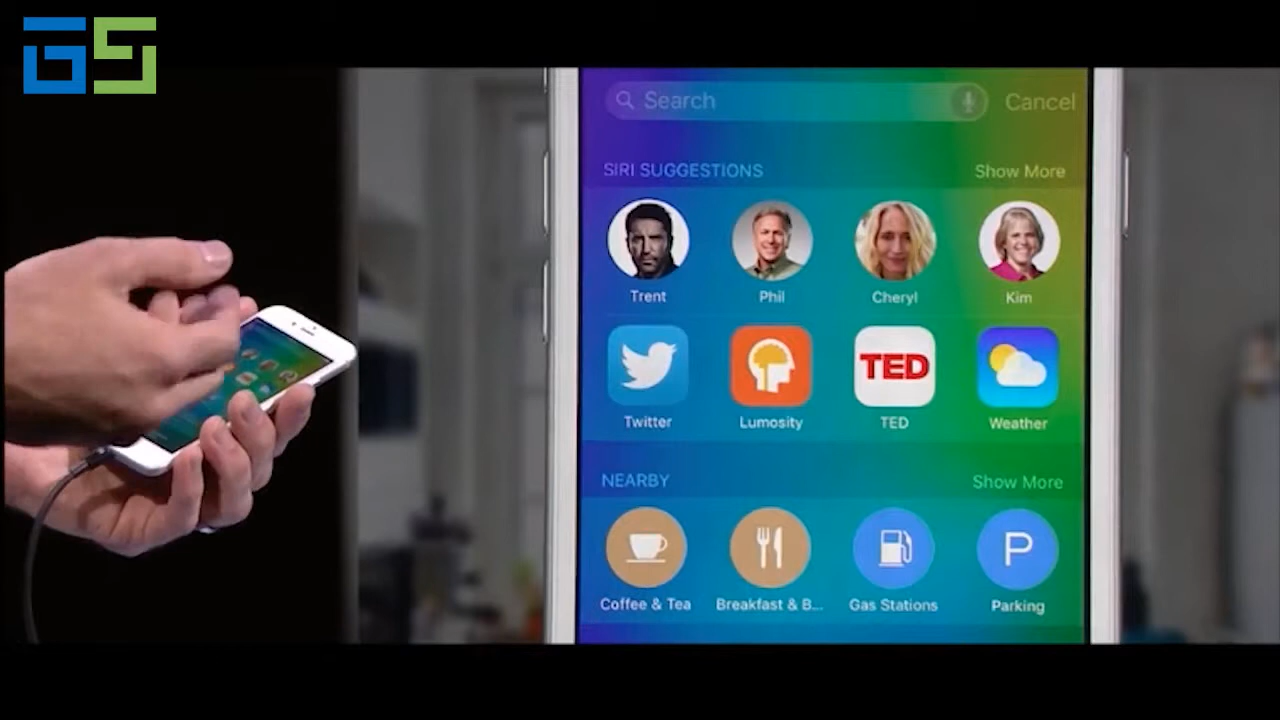 GS
Search
Cancel
SIRI SUGGESTIONS
Show More
Trent
Phil
Cheryl
Kim
TED
Twitter
Lumosity
TED
Weather
NEARBY
Show More
P
Coffee & Tea
Breakfast & B...
Gas Stations
Parking